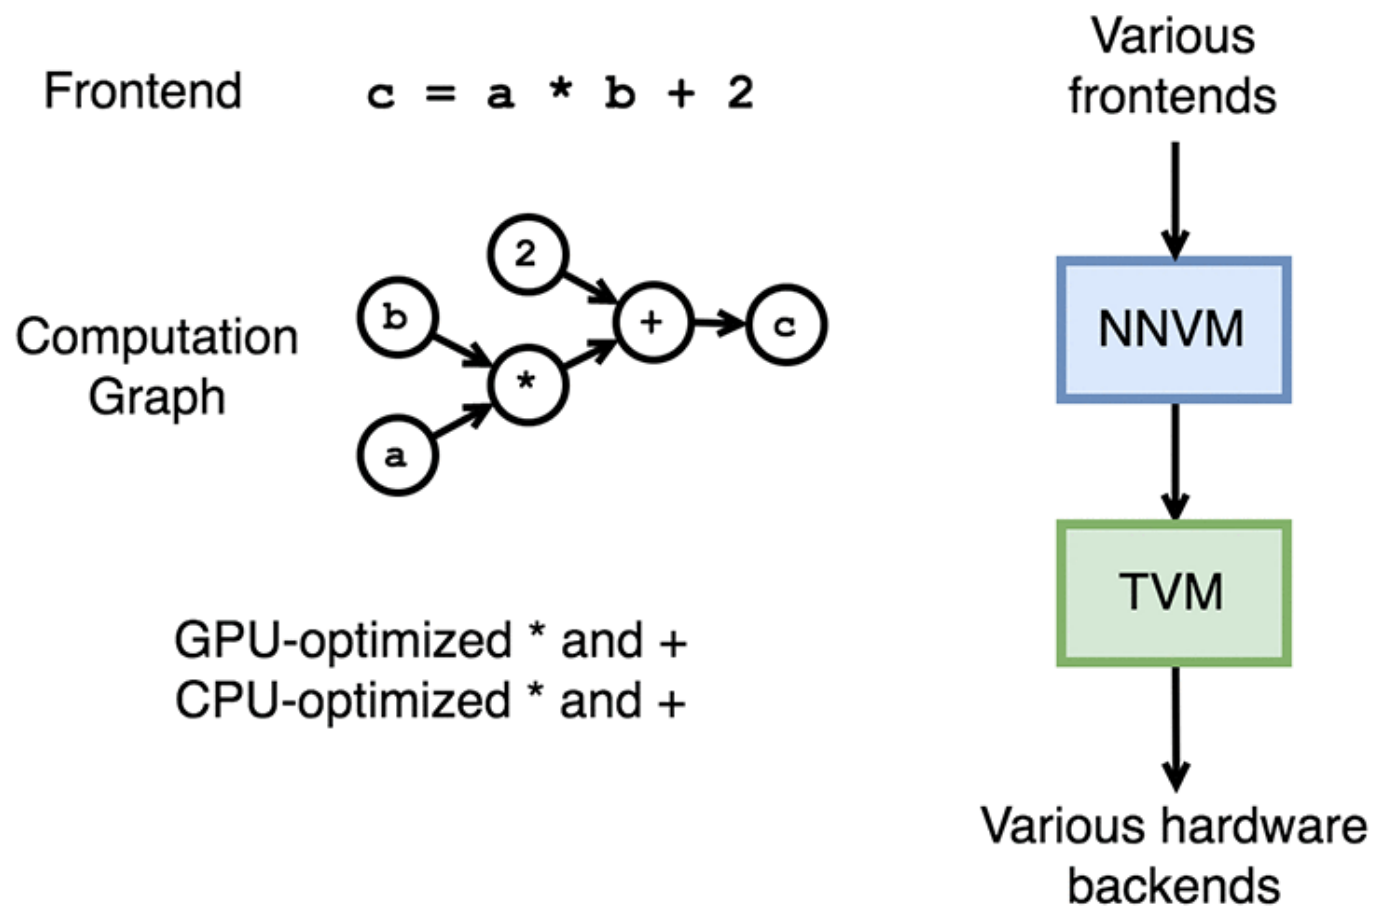 Frontend
c = a * b + 2
Computation
Graph
2
b
+
c
*
a
GPU-optimized * and +
CPU-optimized * and +
Various
frontends
NNVM
TVM
Various hardware
backends